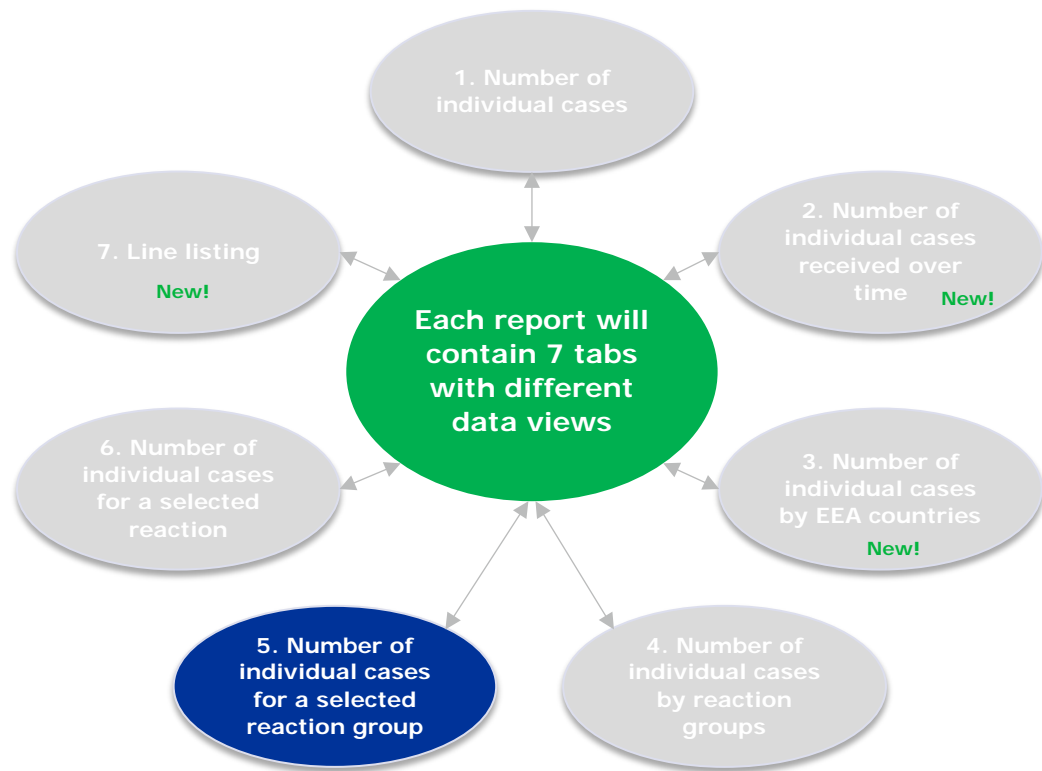 1. Number of
individual cases
2. Number of
individual cases
received over
time
New!
3. Number of
individual cases
by EEA countries
New!
4. Number of
individual cases
by reaction
groups
5. Number of
individual cases
for a selected
reaction group
6. Number of
individual cases
for a selected
reaction
7. Line listing
New!
Each report will
contain 7 tabs
with different
data views